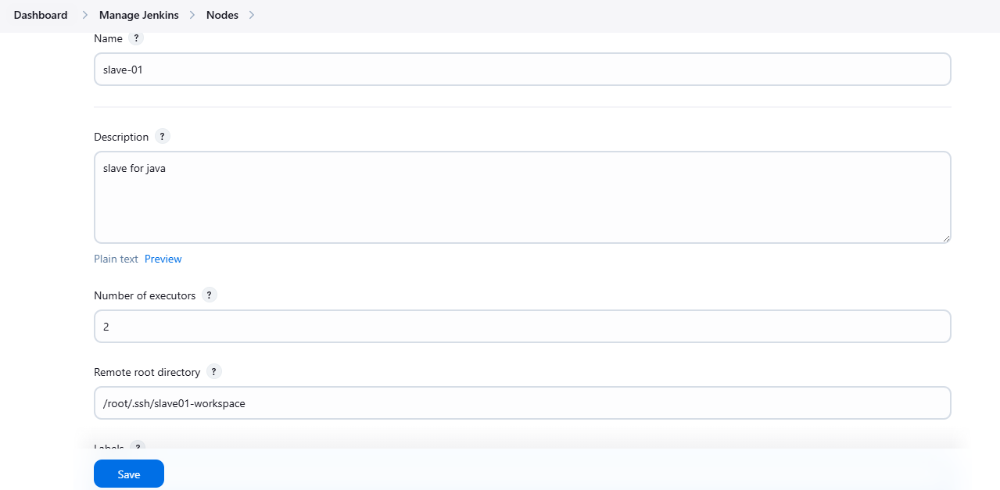 Dashboard > Manage Jenkins > Nodes >
Name ?
slave-01
Description ?
slave for java
Plain text Preview
Number of executors ?
2
Remote root directory ?
/root/.ssh/slave01-workspace
Labels ?
Save